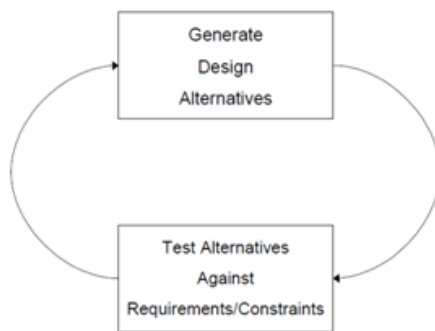 Generate
Design
Alternatives
Test Alternatives
Against
Requirements/Constraints